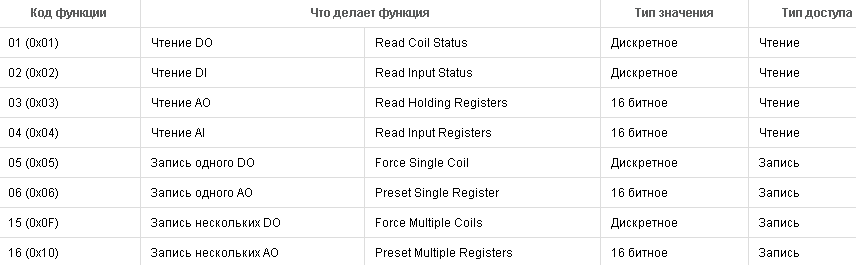 Код функции Что делает функция Тип значения Тип доступа
01 (0x01) Чтение DO Read Coil Status Дискретное Чтение
02 (0x02) Чтение DI Read Input Status Дискретное Чтение
03 (0x03) Чтение AO Read Holding Registers 16 битное Чтение
04 (0x04) Чтение AI Read Input Registers 16 битное Чтение
05 (0x05) Запись одного DO Force Single Coil Дискретное Запись
06 (0x06) Запись одного AO Preset Single Register 16 битное Запись
15 (0x0F) Запись нескольких DO Force Multiple Coils Дискретное Запись
16 (0x10) Запись нескольких AO Preset Multiple Registers 16 битное Запись